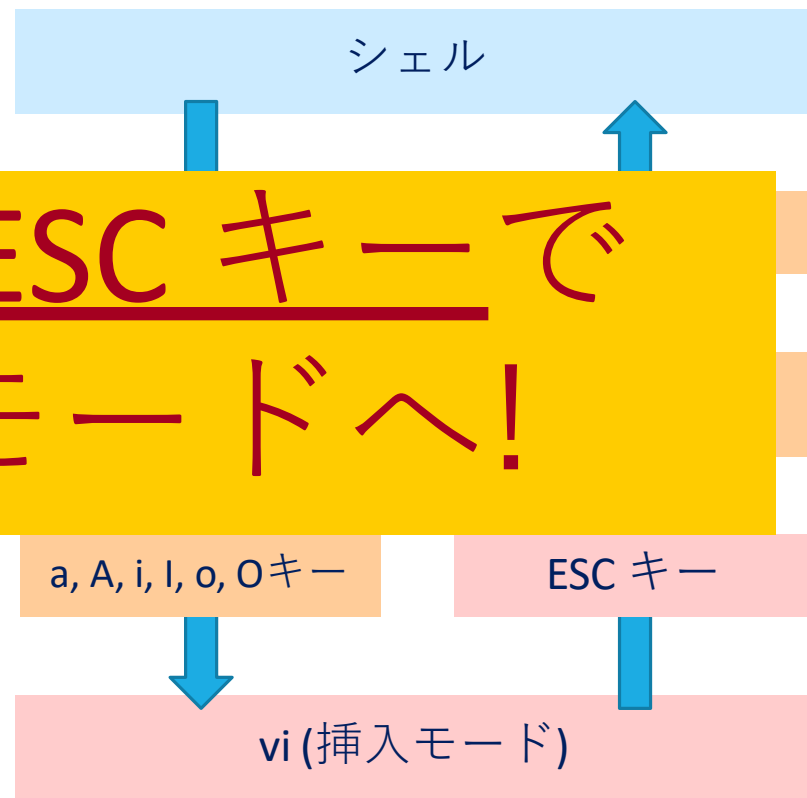 シェル
ESC キーで
モードへ!
a, A, i, I, o, Oキー
ESC キー
vi (挿入モード)